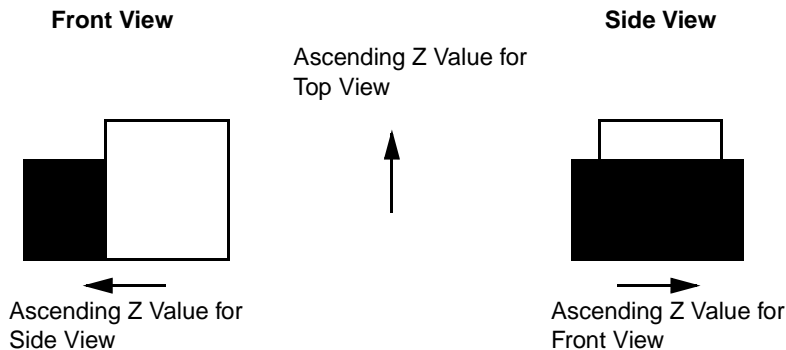 Front View
Side View
Ascending Z Value for
Top View
Ascending Z Value for
Side View
Ascending Z Value for
Front View